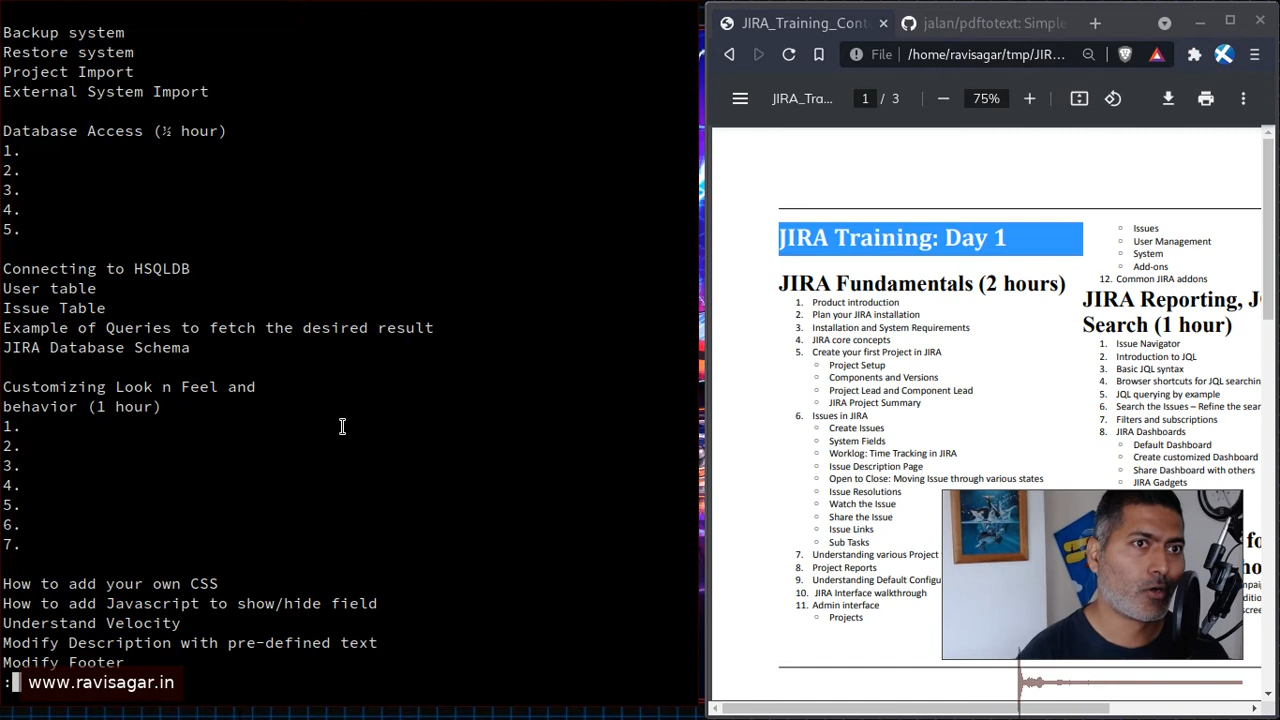 Backup system
Restore system
Project Import
External System Import
Database Access (½ hour)
1.
2.
3.
4.
5.
Connecting to HSQLDB
User table
Issue Table
Example of Queries to fetch the desired result
JIRA Database Schema
Customizing Look n Feel and
behavior (1 hour)
1.
2.
3.
4.
5.
6.
7.
How to add your own CSS
How to add Javascript to show/hide field
Understand Velocity
Modify Description with pre-defined text
Modify Footer
: www.ravisagar.in
JIRA_Training_Cont
jalan/pdftotext: Simple
File
/home/ravisagar/tmp/JIR...
JIRA_Tra...
1 / 3
75%
JIRA Training: Day 1
JIRA Fundamentals (2 hours)
1. Product introduction
2. Plan your JIRA installation
3. Installation and System Requirements
4. JIRA core concepts
5. Create your first Project in JIRA
Project Setup
Components and Versions
Project Lead and Component Lead
JIRA Project Summary
6. Issues in JIRA
Create Issues
System Fields
Worklog: Time Tracking in JIRA
Issue Description Page
Open to Close: Moving Issue through various states
Issue Resolutions
Watch the Issue
Share the Issue
Issue Links
Sub Tasks
7. Understanding various Project
8. Project Reports
9. Understanding Default Configu
10. JIRA Interface walkthrough
11. Admin interface
Projects
Issues
User Management
System
Add-ons
12. Common JIRA addons
JIRA Reporting, J
Search (1 hour)
1. Issue Navigator
2. Introduction to JQL
3. Basic JQL syntax
4. Browser shortcuts for JQL searchin
5. JQL querying by example
6. Search the Issues – Refine the sear
7. Filters and subscriptions
8. JIRA Dashboards
Default Dashboard
Create customized Dashboard
Share Dashboard with others
JIRA Gadgets